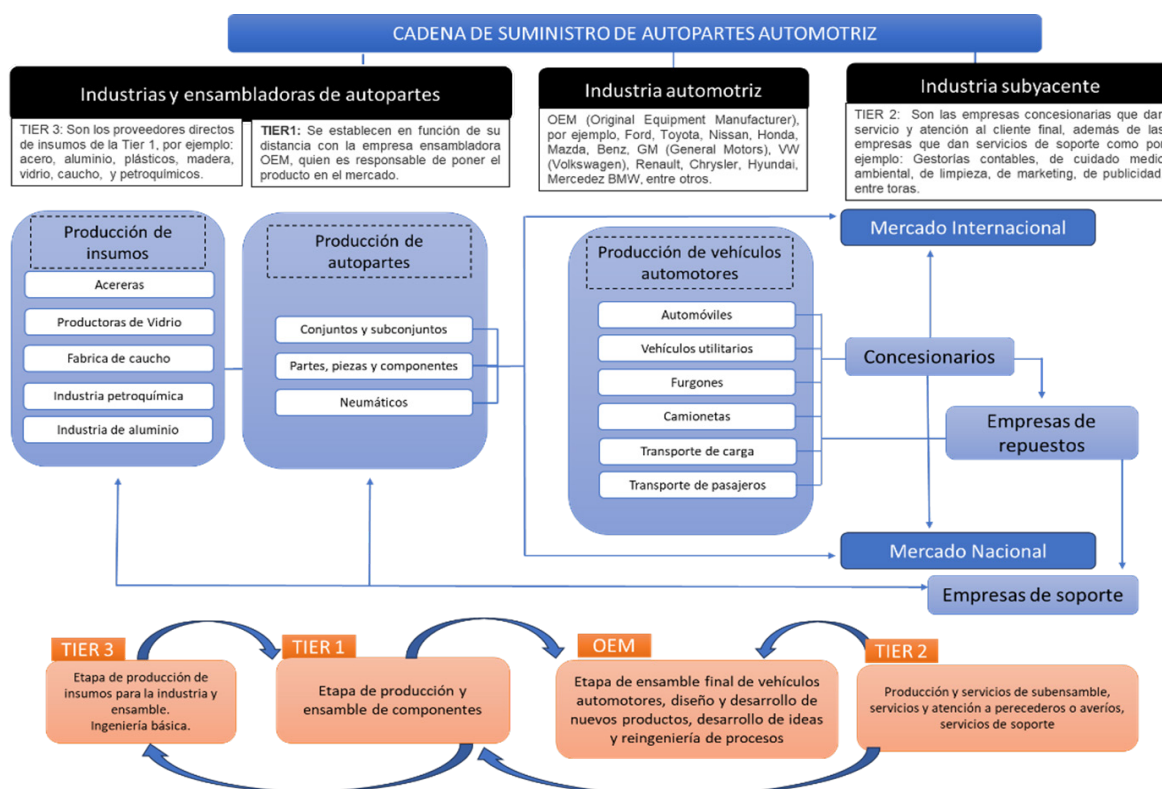 CADENA DE SUMINISTRO DE AUTOPARTES AUTOMOTRIZ
Industrias y ensambladoras de autopartes
TIER 3: Son los proveedores directos
de insumos de la Tier 1, por ejemplo:
acero, aluminio, plásticos, madera,
vidrio, caucho, y petroquímicos.
TIER1: Se establecen en función de su
distancia con la empresa ensambladora
OEM, quien es responsable de poner el
producto en el mercado.
Industria automotriz
OEM (Original Equipment Manufacturer),
por ejemplo, Ford, Toyota, Nissan, Honda,
Mazda, Benz, GM (General Motors), VW
(Volkswagen), Renault, Chrysler, Hyundai,
Mercedez BMW, entre otros.
Industria subyacente
TIER 2: Son las empresas concesionarias que dan
servicio y atención al cliente final, además de las
empresas que dan servicios de soporte como por
ejemplo: Gestorías contables, de cuidado medio
ambiental, de limpieza, de marketing, de publicidad,
entre toras.
Producción de
insumos
Acereras
Productoras de Vidrio
Fabrica de caucho
Industria petroquímica
Industria de aluminio
Producción de
autopartes
Conjuntos y subconjuntos
Partes, piezas y componentes
Neumáticos
Producción de vehículos
automotores
Automóviles
Vehículos utilitarios
Furgones
Camionetas
Transporte de carga
Transporte de pasajeros
Mercado Internacional
Concesionarios
Empresas de
repuestos
Mercado Nacional
Empresas de soporte
TIER 3
Etapa de producción de
insumos para la industria y
ensamble.
Ingeniería básica.
TIER 1
Etapa de producción y
ensamble de componentes
OEM
Etapa de ensamble final de vehículos
automotores, diseño y desarrollo de
nuevos productos, desarrollo de ideas
y reingeniería de procesos
TIER 2
Producción y servicios de subensamble,
servicios y atención a perecederos o averíos,
servicios de soporte